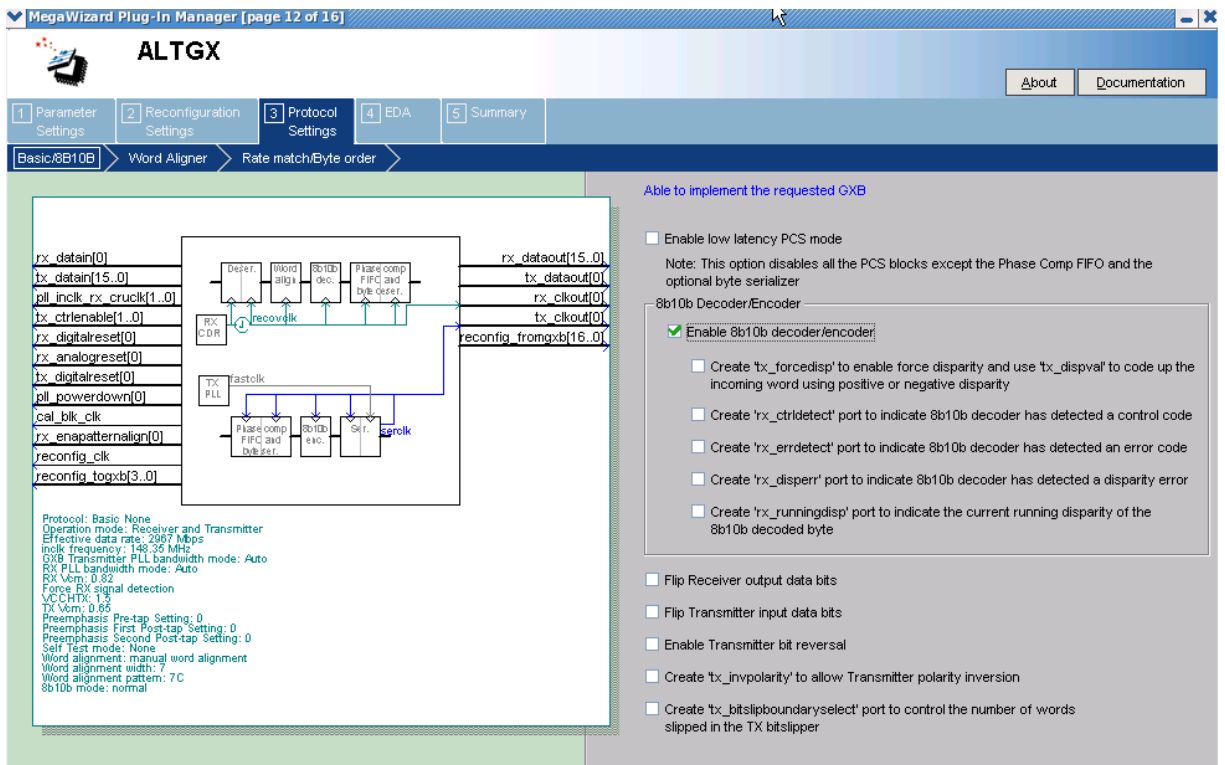 MegaWizard Plug-In Manager [page 12 of 16]
ALTGX
About
Documentation
1 Parameter Settings
2 Reconfiguration Settings
3 Protocol Settings
4 EDA
5 Summary
Basic/8B10B
Word Aligner
Rate match/Byte order
rx_datain[0]
tx_datain[15..0]
pll_inclk_rx_cruclk[1..0]
tx_ctrlenable[1..0]
rx_digitalreset[0]
rx_analogreset[0]
tx_digitalreset[0]
pll_powerdown[0]
cal_blk_clk
rx_enapatternalign[0]
reconfig_clk
reconfig_togxb[3..0]
Deser.
Word align
8b10b dec.
Phase comp FIFO and byte deser.
RX CDR
recovclk
TX PLL
fastclk
Phase comp FIFO and byte ser.
8b10b enc.
Ser.
serclk
rx_dataout[15..0]
tx_dataout[0]
rx_clkout[0]
tx_clkout[0]
reconfig_fromgxb[16..0]
Protocol: Basic None
Operation mode: Receiver and Transmitter
Effective data rate: 2967 Mbps
inclk frequency: 148.35 MHz
GXB Transmitter PLL bandwidth mode: Auto
RX PLL bandwidth mode: Auto
RX Vcm: 0.82
Force RX signal detection
VCCHTX: 1.5
TX Vcm: 0.65
Preemphasis Pre-tap Setting: 0
Preemphasis First Post-tap Setting: 0
Preemphasis Second Post-tap Setting: 0
Self Test mode: None
Word alignment: manual word alignment
Word alignment width: 7
Word alignment pattern: 7C
8b10b mode: normal
Able to implement the requested GXB
Enable low latency PCS mode
Note: This option disables all the PCS blocks except the Phase Comp FIFO and the
optional byte serializer
8b10b Decoder/Encoder
Enable 8b10b decoder/encoder
Create 'tx_forcedisp' to enable force disparity and use 'tx_dispval' to code up the
incoming word using positive or negative disparity
Create 'rx_ctrldetect' port to indicate 8b10b decoder has detected a control code
Create 'rx_errdetect' port to indicate 8b10b decoder has detected an error code
Create 'rx_disperr' port to indicate 8b10b decoder has detected a disparity error
Create 'rx_runningdisp' port to indicate the current running disparity of the
8b10b decoded byte
Flip Receiver output data bits
Flip Transmitter input data bits
Enable Transmitter bit reversal
Create 'tx_invpolarity' to allow Transmitter polarity inversion
Create 'tx_bitslipboundaryselect' port to control the number of words
slipped in the TX bitslipper